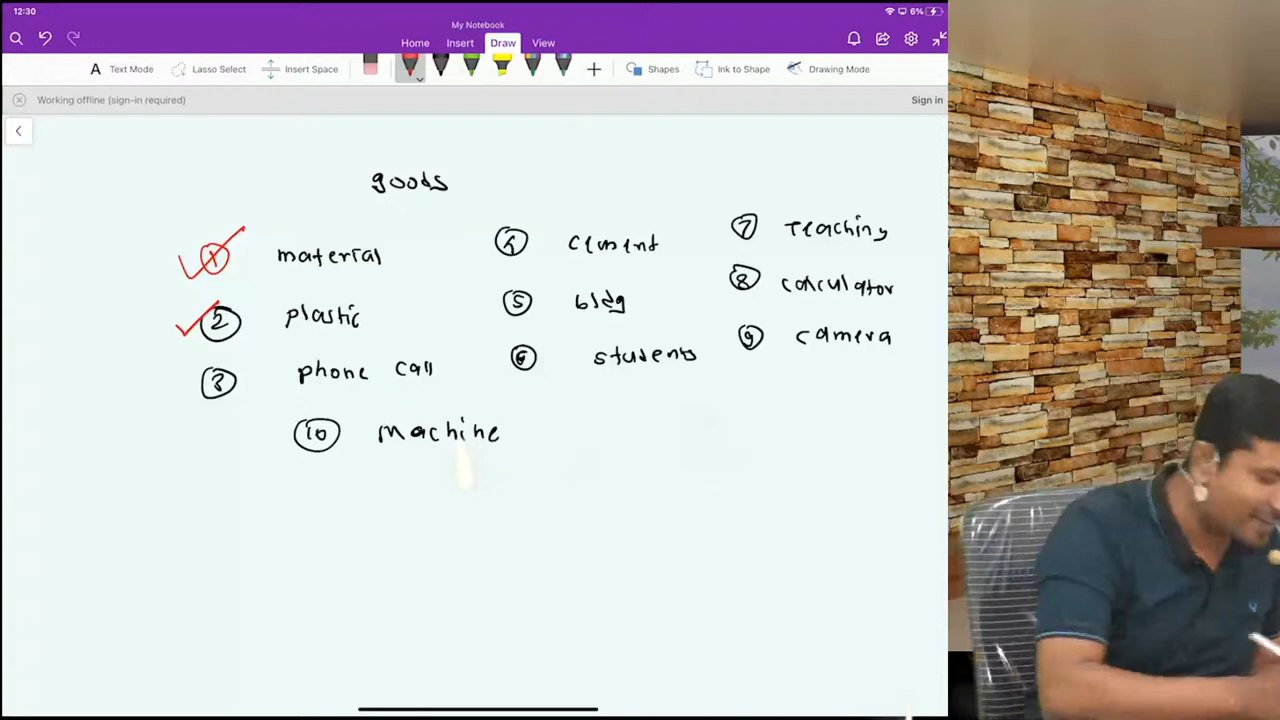 12:30
6%
My Notebook
Home Insert Draw View
Text Mode Lasso Select Insert Space Shapes Ink to Shape Drawing Mode
Working offline (sign-in required) Sign in
goods
1 material
2 plastic
3 phone call
4 cement
5 bldg
6 students
7 Teaching
8 calculator
9 camera
10 machine